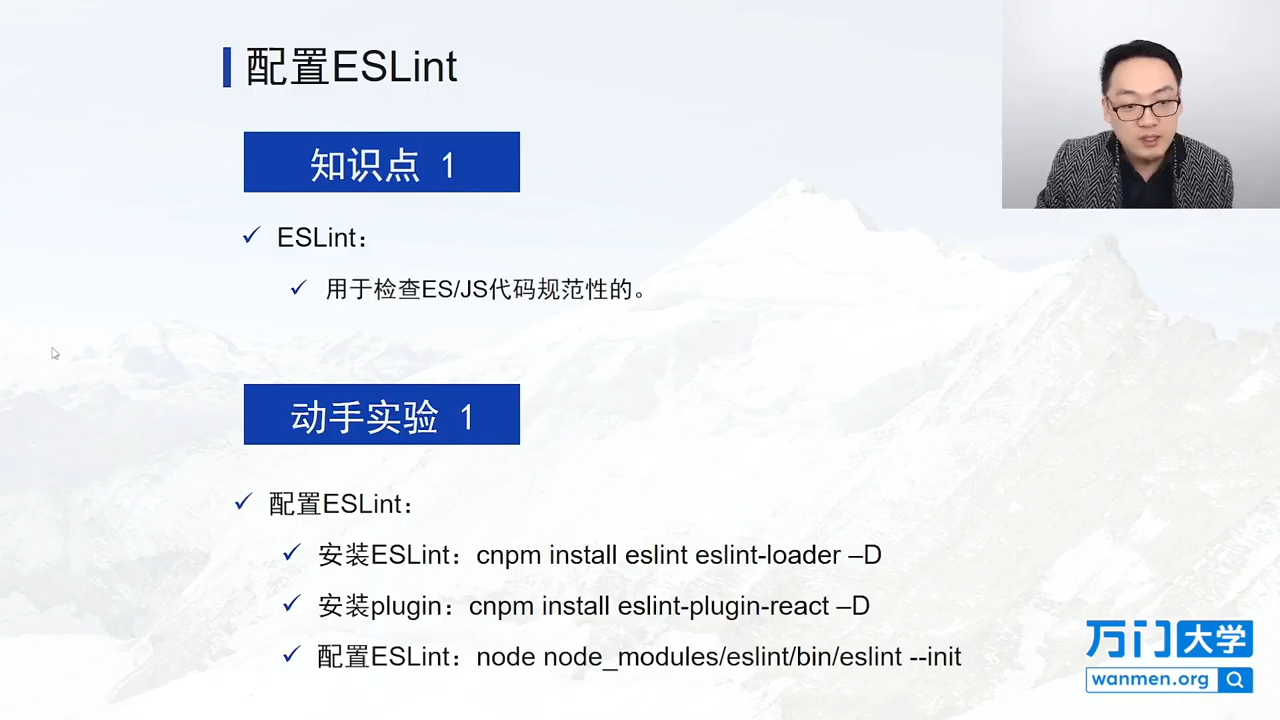 配置ESLint
知识点 1
ESLint：
用于检查ES/JS代码规范性的。
动手实验 1
配置ESLint：
安装ESLint：cnpm install eslint eslint-loader –D
安装plugin：cnpm install eslint-plugin-react –D
配置ESLint：node node_modules/eslint/bin/eslint --init
万门大学
wanmen.org